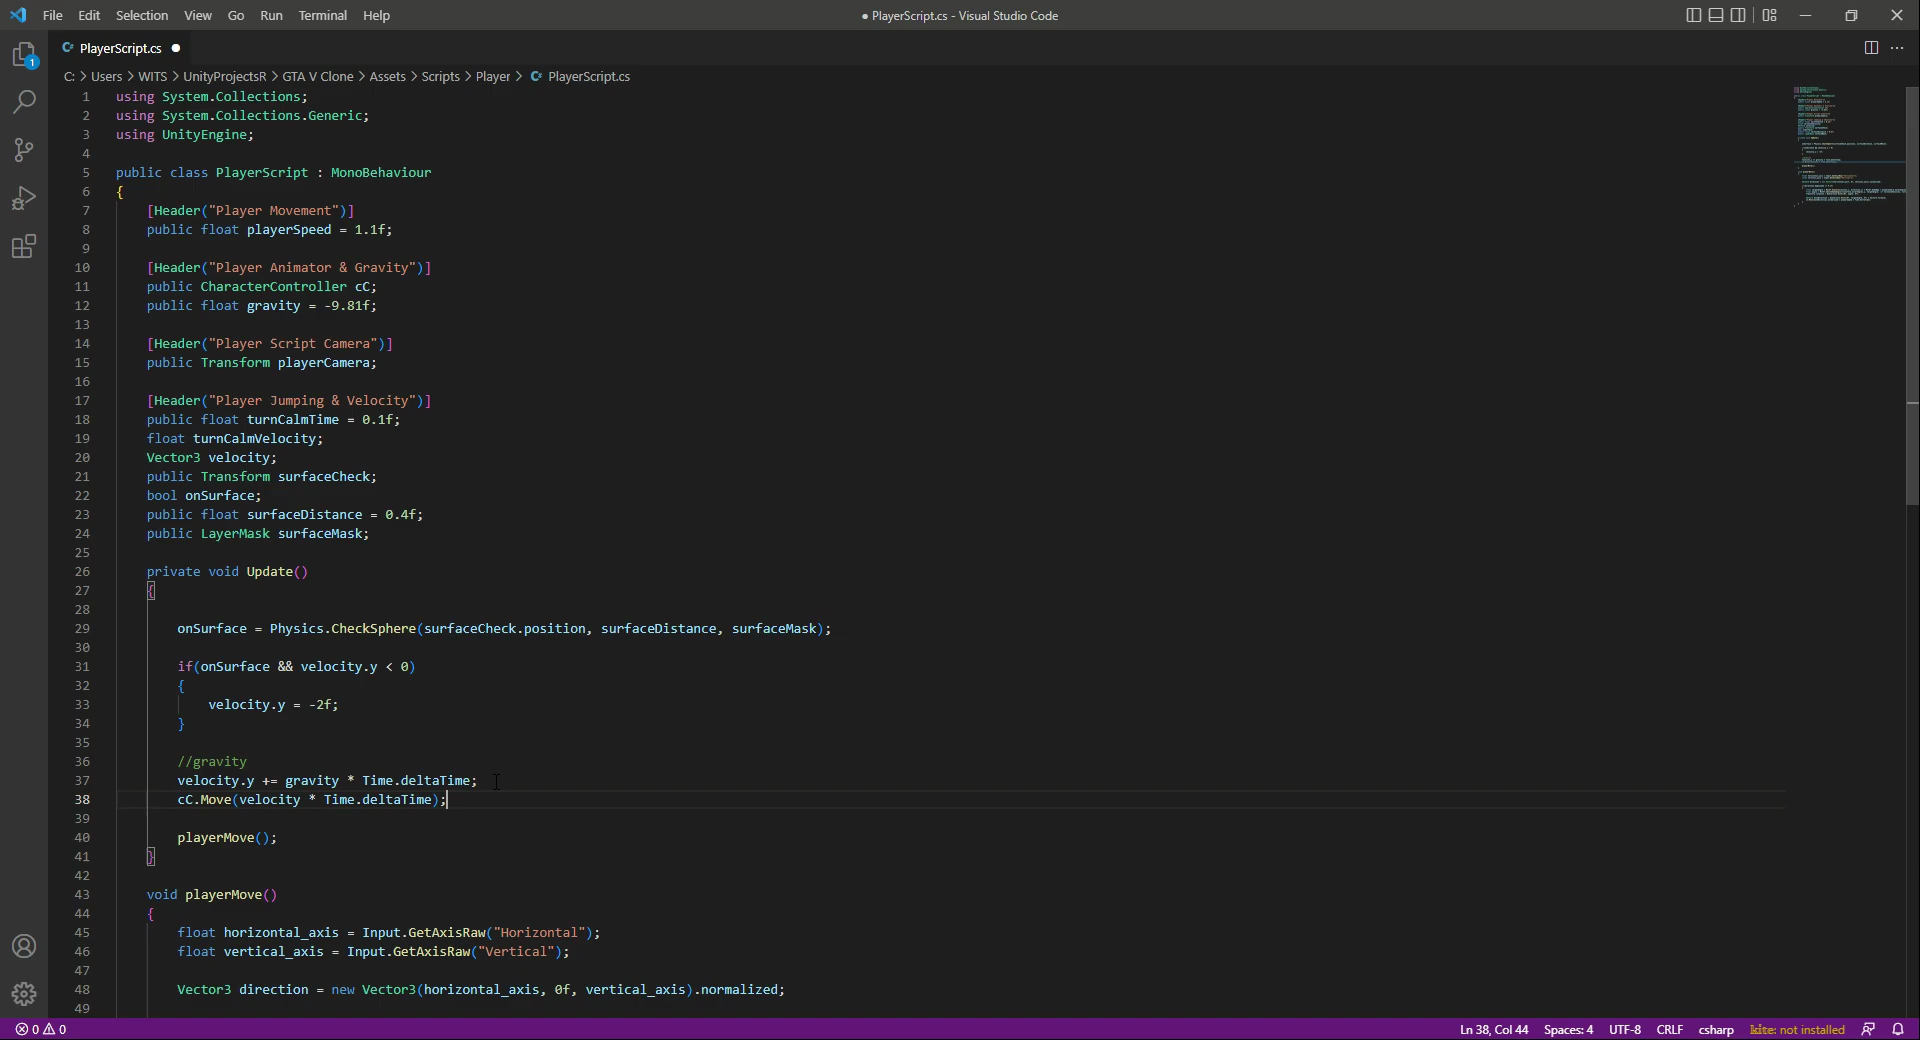 File Edit Selection View Go Run Terminal Help
● PlayerScript.cs - Visual Studio Code
PlayerScript.cs ●
C: > Users > WITS > UnityProjectsR > GTA V Clone > Assets > Scripts > Player > PlayerScript.cs
1 using System.Collections;
2 using System.Collections.Generic;
3 using UnityEngine;
4
5 public class PlayerScript : MonoBehaviour
6 {
7 [Header("Player Movement")]
8 public float playerSpeed = 1.1f;
9
10 [Header("Player Animator & Gravity")]
11 public CharacterController cC;
12 public float gravity = -9.81f;
13
14 [Header("Player Script Camera")]
15 public Transform playerCamera;
16
17 [Header("Player Jumping & Velocity")]
18 public float turnCalmTime = 0.1f;
19 float turnCalmVelocity;
20 Vector3 velocity;
21 public Transform surfaceCheck;
22 bool onSurface;
23 public float surfaceDistance = 0.4f;
24 public LayerMask surfaceMask;
25
26 private void Update()
27 {
28
29 onSurface = Physics.CheckSphere(surfaceCheck.position, surfaceDistance, surfaceMask);
30
31 if(onSurface && velocity.y < 0)
32 {
33 velocity.y = -2f;
34 }
35
36 //gravity
37 velocity.y += gravity * Time.deltaTime;
38 cC.Move(velocity * Time.deltaTime);
39
40 playerMove();
41 }
42
43 void playerMove()
44 {
45 float horizontal_axis = Input.GetAxisRaw("Horizontal");
46 float vertical_axis = Input.GetAxisRaw("Vertical");
47
48 Vector3 direction = new Vector3(horizontal_axis, 0f, vertical_axis).normalized;
49
1
0 0 Ln 38, Col 44 Spaces: 4 UTF-8 CRLF csharp kite: not installed